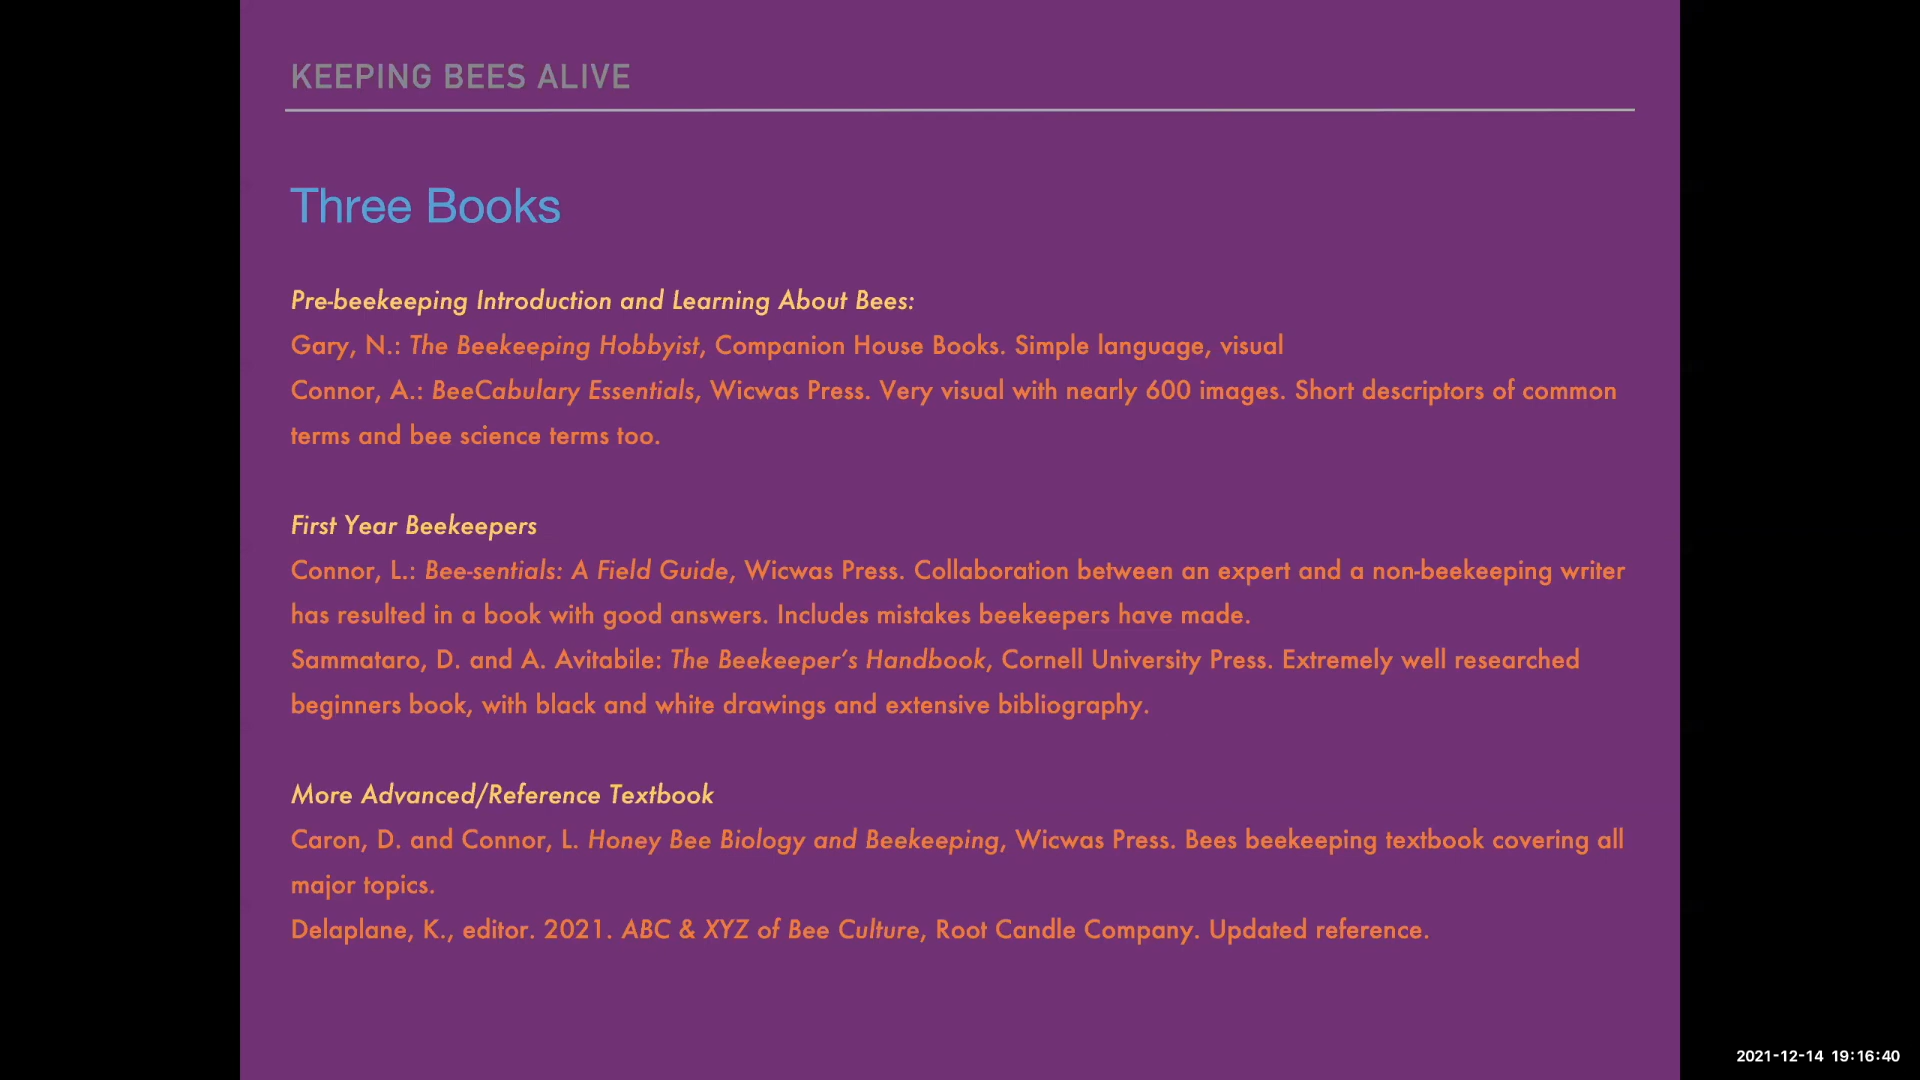 KEEPING BEES ALIVE
Three Books
Pre-beekeeping Introduction and Learning About Bees:
Gary, N.: The Beekeeping Hobbyist, Companion House Books. Simple language, visual
Connor, A.: BeeCabulary Essentials, Wicwas Press. Very visual with nearly 600 images. Short descriptors of common
terms and bee science terms too.
First Year Beekeepers
Connor, L.: Bee-sentials: A Field Guide, Wicwas Press. Collaboration between an expert and a non-beekeeping writer
has resulted in a book with good answers. Includes mistakes beekeepers have made.
Sammataro, D. and A. Avitabile: The Beekeeper’s Handbook, Cornell University Press. Extremely well researched
beginners book, with black and white drawings and extensive bibliography.
More Advanced/Reference Textbook
Caron, D. and Connor, L. Honey Bee Biology and Beekeeping, Wicwas Press. Bees beekeeping textbook covering all
major topics.
Delaplane, K., editor. 2021. ABC & XYZ of Bee Culture, Root Candle Company. Updated reference.
2021-12-14 19:16:40